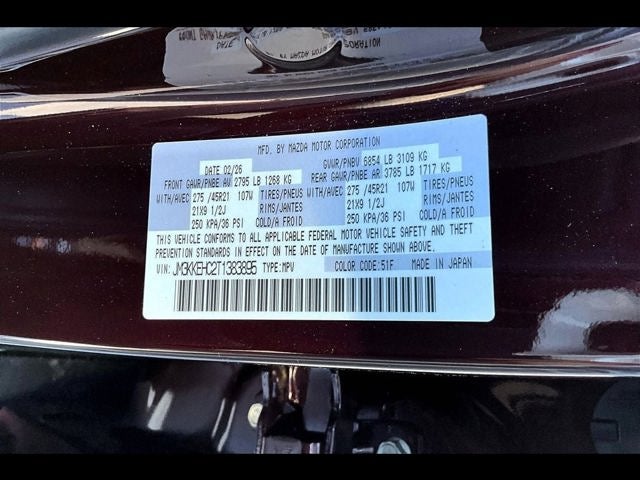 MFD. BY MAZDA MOTOR CORPORATION
DATE 02/26 GVWR/PNBV 6854 LB 3109 KG
FRONT GAWR/PNBE AV 2795 LB 1268 KG REAR GAWR/PNBE AR 3785 LB 1717 KG
WITH/AVEC 275 /45R21 107W TIRES/PNEUS WITH/AVEC 275 /45R21 107W TIRES/PNEUS
21X9 1/2J RIMS/JANTES 21X9 1/2J RIMS/JANTES
250 KPA/36 PSI COLD/A FROID 250 KPA/36 PSI COLD/A FROID
THIS VEHICLE CONFORMS TO ALL APPLICABLE FEDERAL MOTOR VEHICLE SAFETY AND THEFT
PREVENTION STANDARDS IN EFFECT ON THE DATE OF MANUFACTURE SHOWN ABOVE.
VIN: JM3KKEHC2T1383895 TYPE:MPV COLOR CODE:51F MADE IN JAPAN